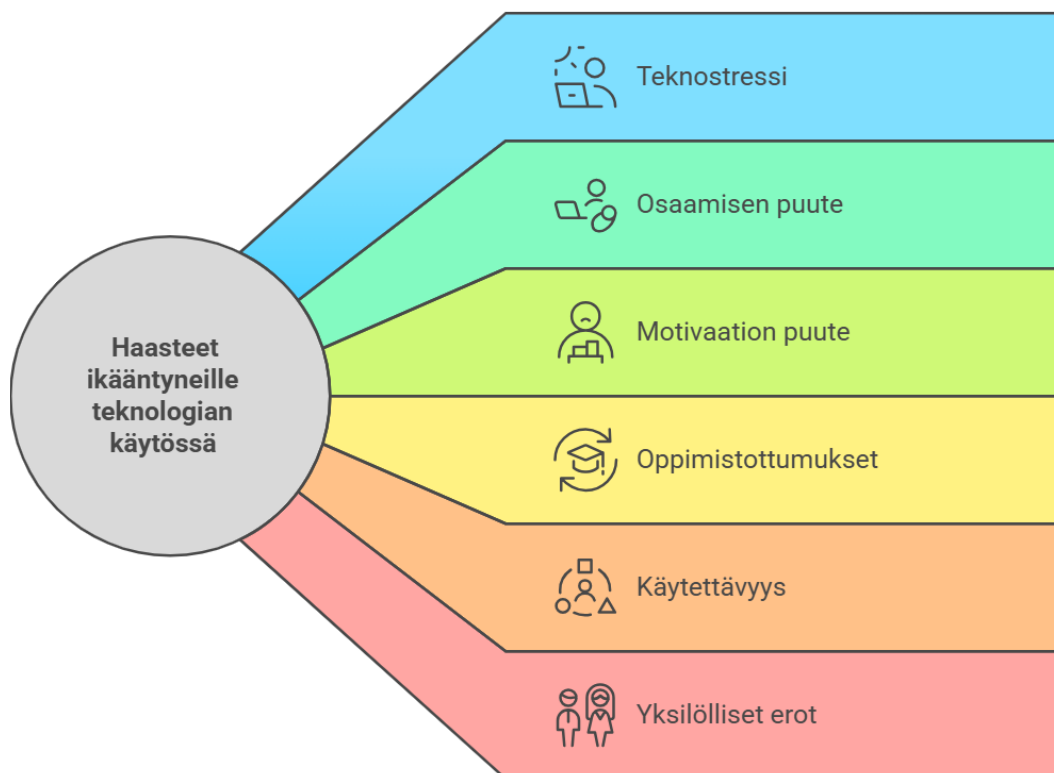 Haasteet
ikääntyneille
teknologian
käytössä
Teknostressi
Osaamisen puute
Motivaation puute
Oppimistottumukset
Käytettävyys
Yksilölliset erot